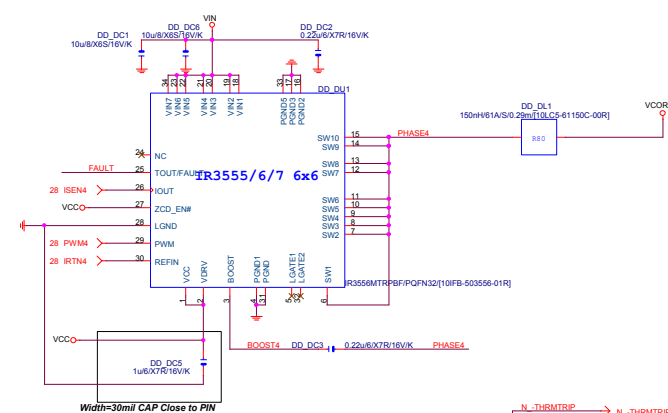 VIN
DD_DC1
10u/8/X6S/16V/K
DD_DC6
10u/8/X6S/16V/K
DD_DC2
0.22u/6/X7R/16V/K
34 23 22 21 20 19 18 33 17 16
DD_DU1
VIN7 VIN6 VIN5 VIN4 VIN3 VIN2 VIN1 PGND5 PGND3 PGND2
DD_DL1
150nH/61A/S/0.29m/[10LC5-61150C-00R]
VCOR
R80
SW10 15 PHASE4
SW9 14
SW8 13
SW7 12
SW6 11
SW5 10
SW4 9
SW3 8
SW2 7
24 NC
FAULT 25 TOUT/FAULT
IR3555/6/7 6x6
28 ISEN4 26 IOUT
VCC 27 ZCD_EN#
28 LGND
28 PWM4 29 PWM
28 IRTN4 30 REFIN
VCC VDRV BOOST PGND1 PGND LGATE1 LGATE2 SW1
IR3556MTRPBF/PQFN32/[10IFB-503556-01R]
1 2 3 4 31 5 32 6
VCC
BOOST4 DD_DC3 0.22u/6/X7R/16V/K PHASE4
DD_DC5
1u/6/X7R/16V/K
Width=30mil CAP Close to PIN
N_-THRMTRIP N_-THRMTRIP